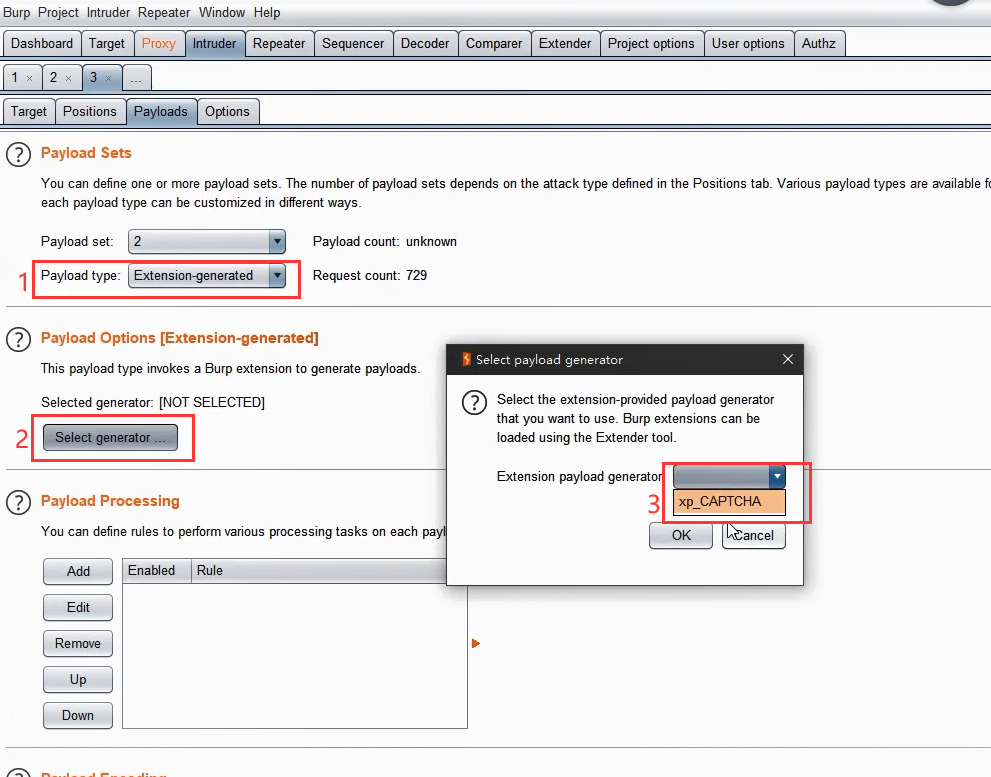 Burp Project Intruder Repeater Window Help
Dashboard Target Proxy Intruder Repeater Sequencer Decoder Comparer Extender Project options User options Authz
1 × 2 × 3 × ...
Target Positions Payloads Options
? Payload Sets
You can define one or more payload sets. The number of payload sets depends on the attack type defined in the Positions tab. Various payload types are available
each payload type can be customized in different ways.
Payload set: 2 Payload count: unknown
1 Payload type: Extension-generated Request count: 729
? Payload Options [Extension-generated]
This payload type invokes a Burp extension to generate payloads.
Selected generator: [NOT SELECTED]
2 Select generator ...
Select payload generator ×
? Select the extension-provided payload generator
that you want to use. Burp extensions can be
loaded using the Extender tool.
Extension payload generator
3 xp_CAPTCHA
OK Cancel
? Payload Processing
You can define rules to perform various processing tasks on each
Add Enabled Rule
Edit
Remove
Up
Down
Payload Encoding